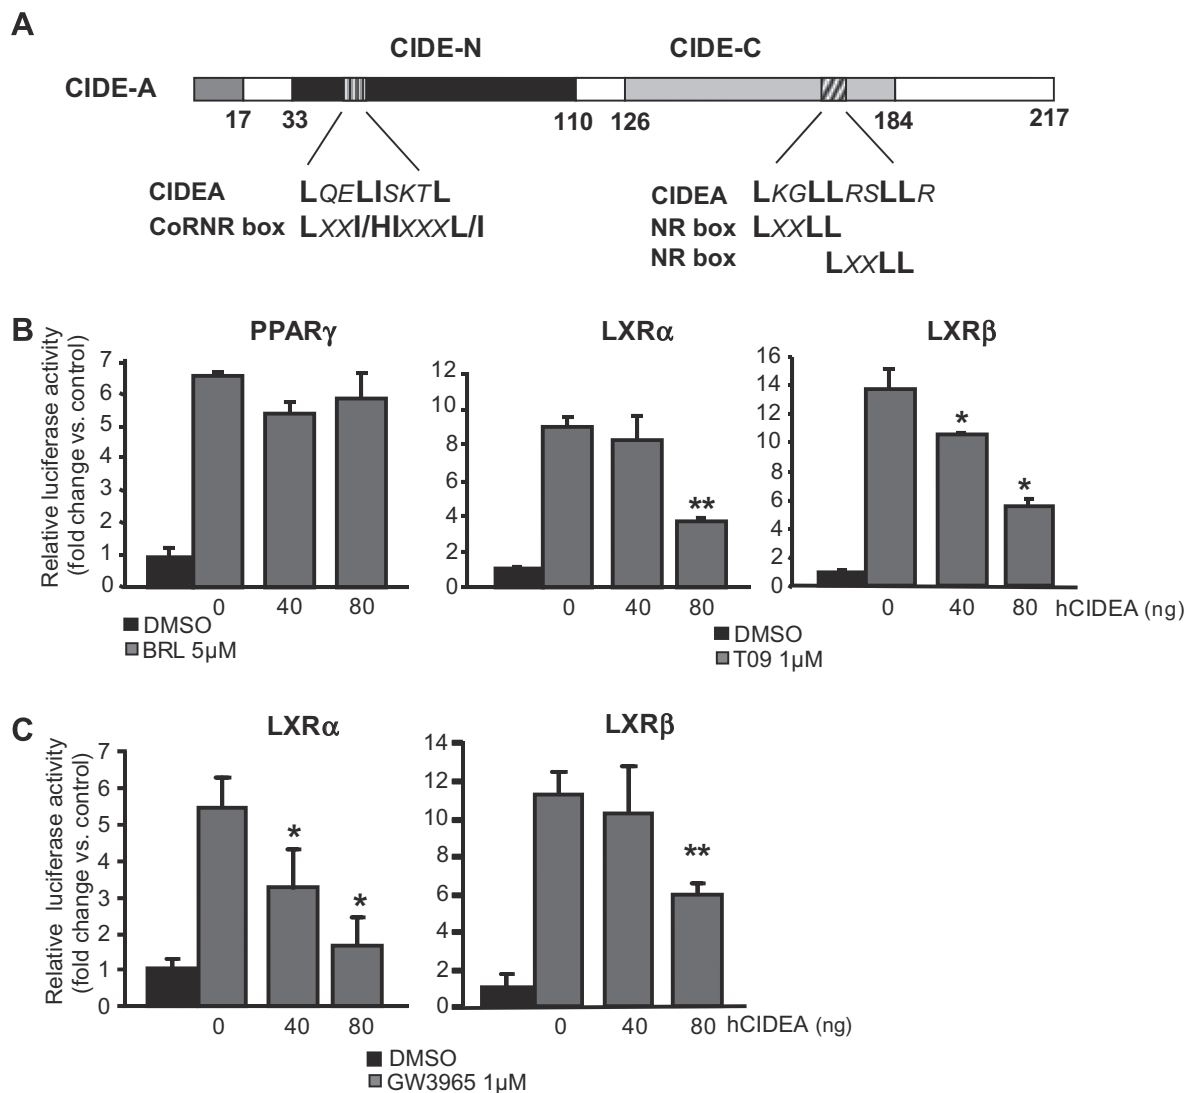 A
CIDE-N CIDE-C
CIDE-A
17 33 110 126 184 217
CIDEA LQELISKTL
CoRNR box LXXI/HIXXXL/I
CIDEA LKGLLRSLLR
NR box LXXLL
NR box LXXLL
B
PPARγ
Relative luciferase activity
(fold change vs. control)
7
6
5
4
3
2
1
0
0 40 80
DMSO
BRL 5μM
LXRα
12
10
8
6
4
2
0
**
0 40 80
LXRβ
16
14
12
10
8
6
4
2
0
*
*
0 40 80 hCIDEA (ng)
DMSO
T09 1μM
C
LXRα
Relative luciferase activity
(fold change vs. control)
7
6
5
4
3
2
1
0
*
*
0 40 80
LXRβ
14
12
10
8
6
4
2
0
**
0 40 80 hCIDEA (ng)
DMSO
GW3965 1μM